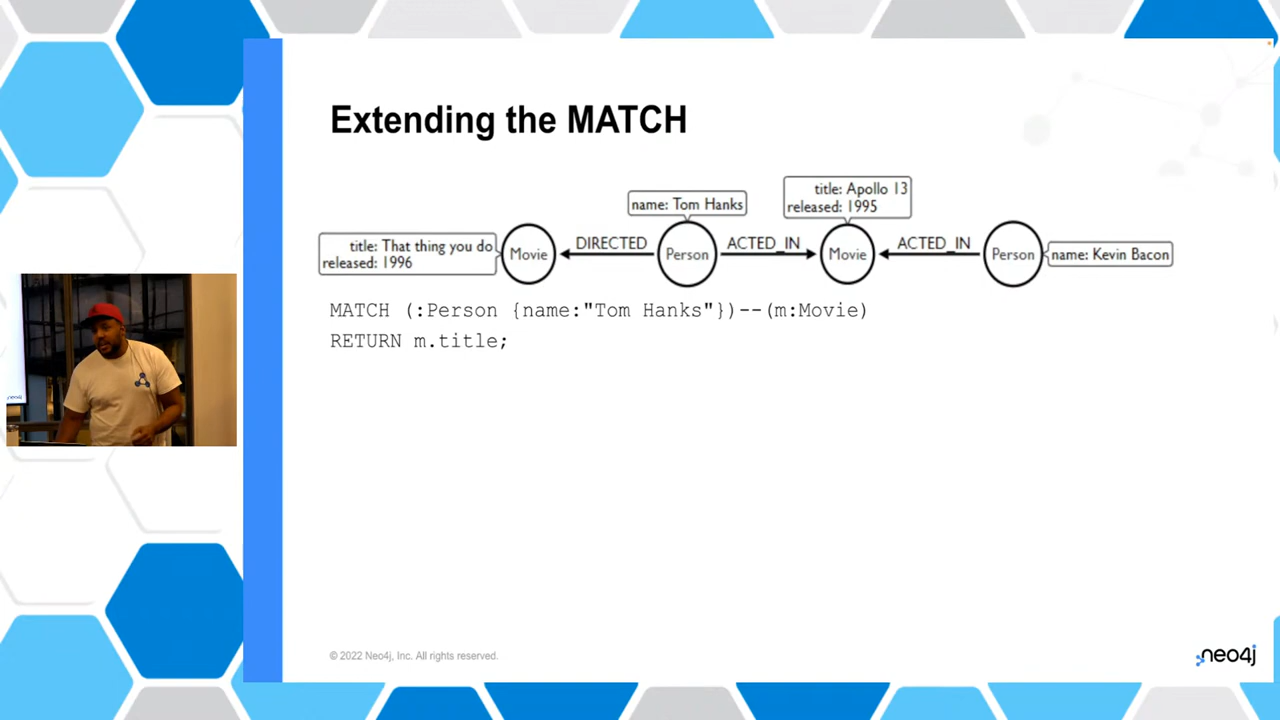 Extending the MATCH
title: Apollo 13
released: 1995
name: Tom Hanks
title: That thing you do
released: 1996
Movie
DIRECTED
Person
ACTED_IN
Movie
ACTED_IN
Person
name: Kevin Bacon
MATCH (:Person {name:"Tom Hanks"})--(m:Movie)
RETURN m.title;
neo4j
© 2022 Neo4j, Inc. All rights reserved.
neo4j